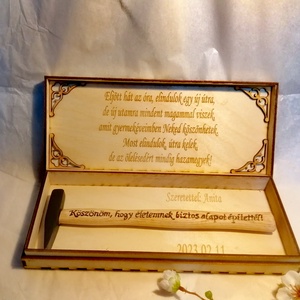 Eljött hát az óra, elindulok egy új útra,
de új utamra mindent magammal viszek,
amit gyermekéveimben Neked köszönhetek.
Most elindulok, útra kelek,
de az ölelésedért mindig hazamegyek!
Szeretettel: Anita
Köszönöm, hogy életemnek biztos alapot építettél!
2023.02.11.